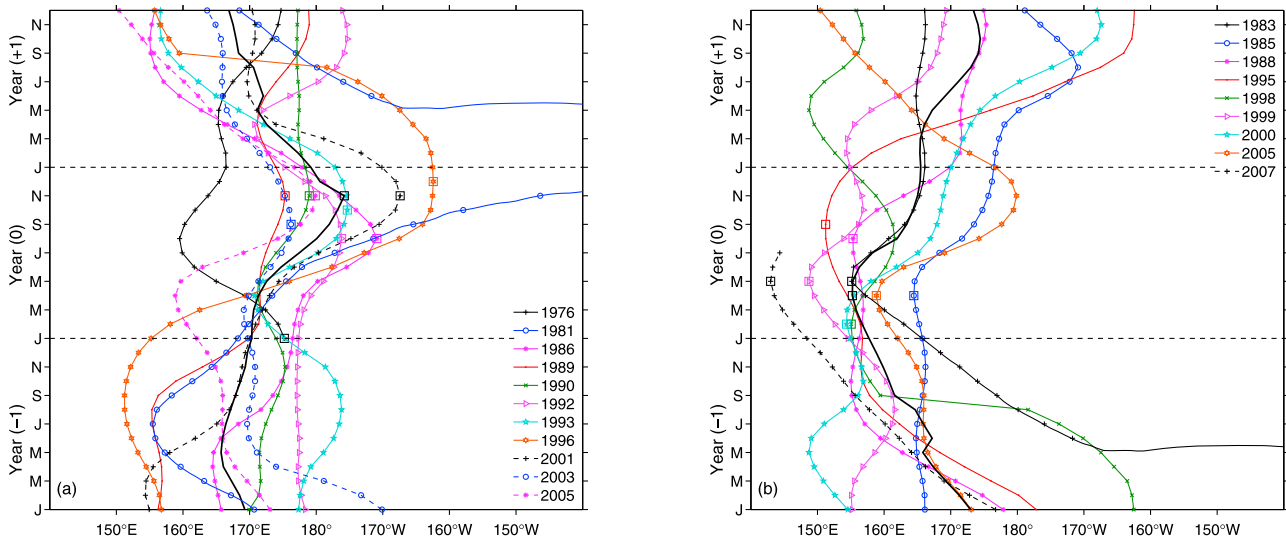 N
S
J
M
M
J
N
S
J
M
M
J
N
S
J
M
M
J
Year (+1)
Year (0)
Year (−1)
(a)
1976
1981
1986
1989
1990
1992
1993
1996
2001
2003
2005
150°E 160°E 170°E 180° 170°W 160°W 150°W
N
S
J
M
M
J
N
S
J
M
M
J
N
S
J
M
M
J
Year (+1)
Year (0)
Year (−1)
(b)
1983
1985
1988
1995
1998
1999
2000
2005
2007
150°E 160°E 170°E 180° 170°W 160°W 150°W